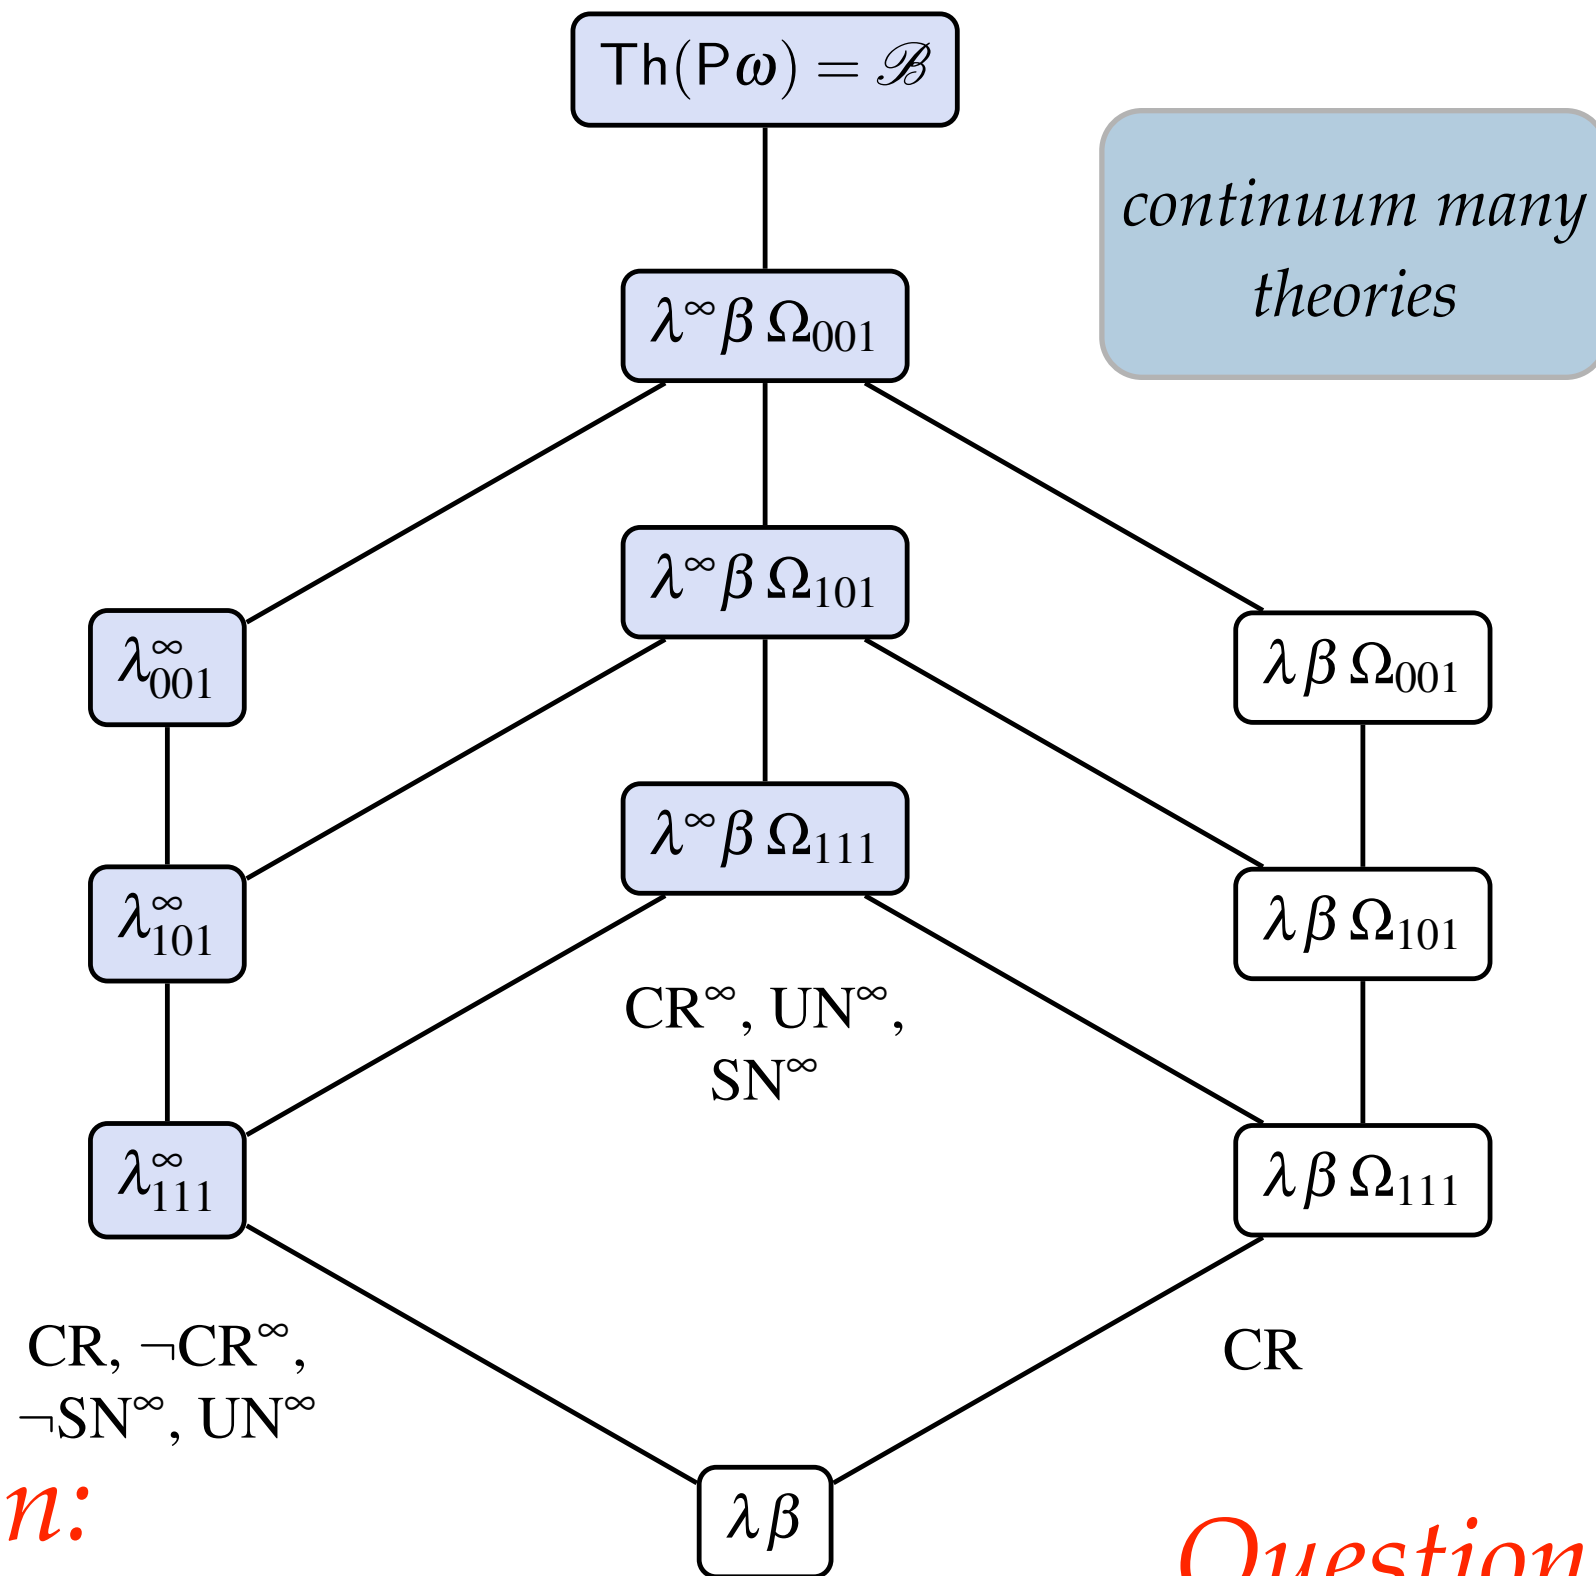 Th(Pω) = ℬ
continuum many
theories
λ^∞β Ω_001
λ^∞β Ω_101
λ^∞_001
λβ Ω_001
λ^∞β Ω_111
λ^∞_101
λβ Ω_101
CR^∞, UN^∞,
SN^∞
λ^∞_111
λβ Ω_111
CR, ¬CR^∞,
¬SN^∞, UN^∞
CR
n:
λβ
Question